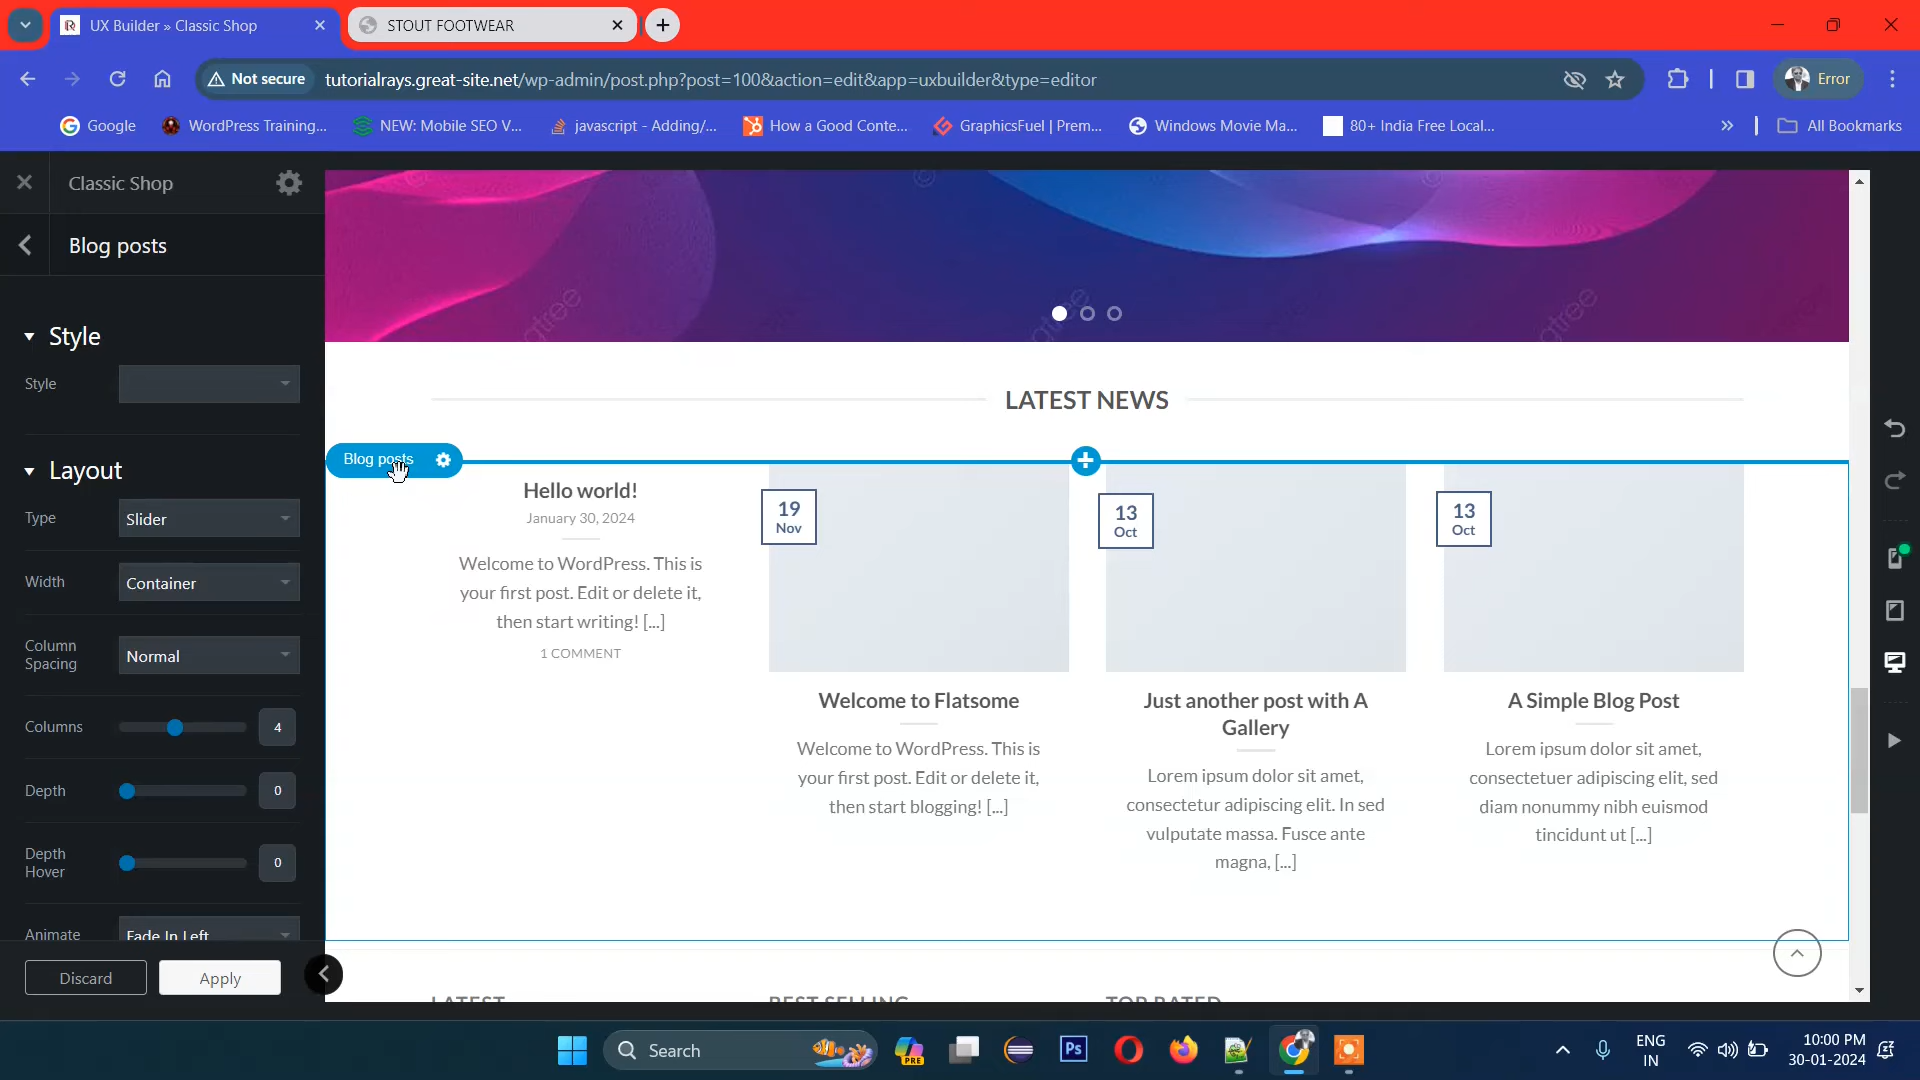 UX Builder » Classic Shop
STOUT FOOTWEAR
Not secure
tutorialrays.great-site.net/wp-admin/post.php?post=100&action=edit&app=uxbuilder&type=editor
Error
Google
WordPress Training...
NEW: Mobile SEO V...
javascript - Adding/...
How a Good Conte...
GraphicsFuel | Prem...
Windows Movie Ma...
80+ India Free Local...
All Bookmarks
Classic Shop
Blog posts
Style
Style
Layout
Type
Slider
Width
Container
Column
Spacing
Normal
Columns
4
Depth
0
Depth
Hover
0
Animate
Fade In Left
Discard
Apply
LATEST NEWS
Blog posts
Hello world!
January 30, 2024
Welcome to WordPress. This is
your first post. Edit or delete it,
then start writing! [...]
1 COMMENT
19
Nov
Welcome to Flatsome
Welcome to WordPress. This is
your first post. Edit or delete it,
then start blogging! [...]
13
Oct
Just another post with A
Gallery
Lorem ipsum dolor sit amet,
consectetur adipiscing elit. In sed
vulputate massa. Fusce ante
magna, [...]
13
Oct
A Simple Blog Post
Lorem ipsum dolor sit amet,
consectetuer adipiscing elit, sed
diam nonummy nibh euismod
tincidunt ut [...]
LATEST
BEST SELLING
TOP RATED
Search
PRE
Ps
ENG
IN
10:00 PM
30-01-2024